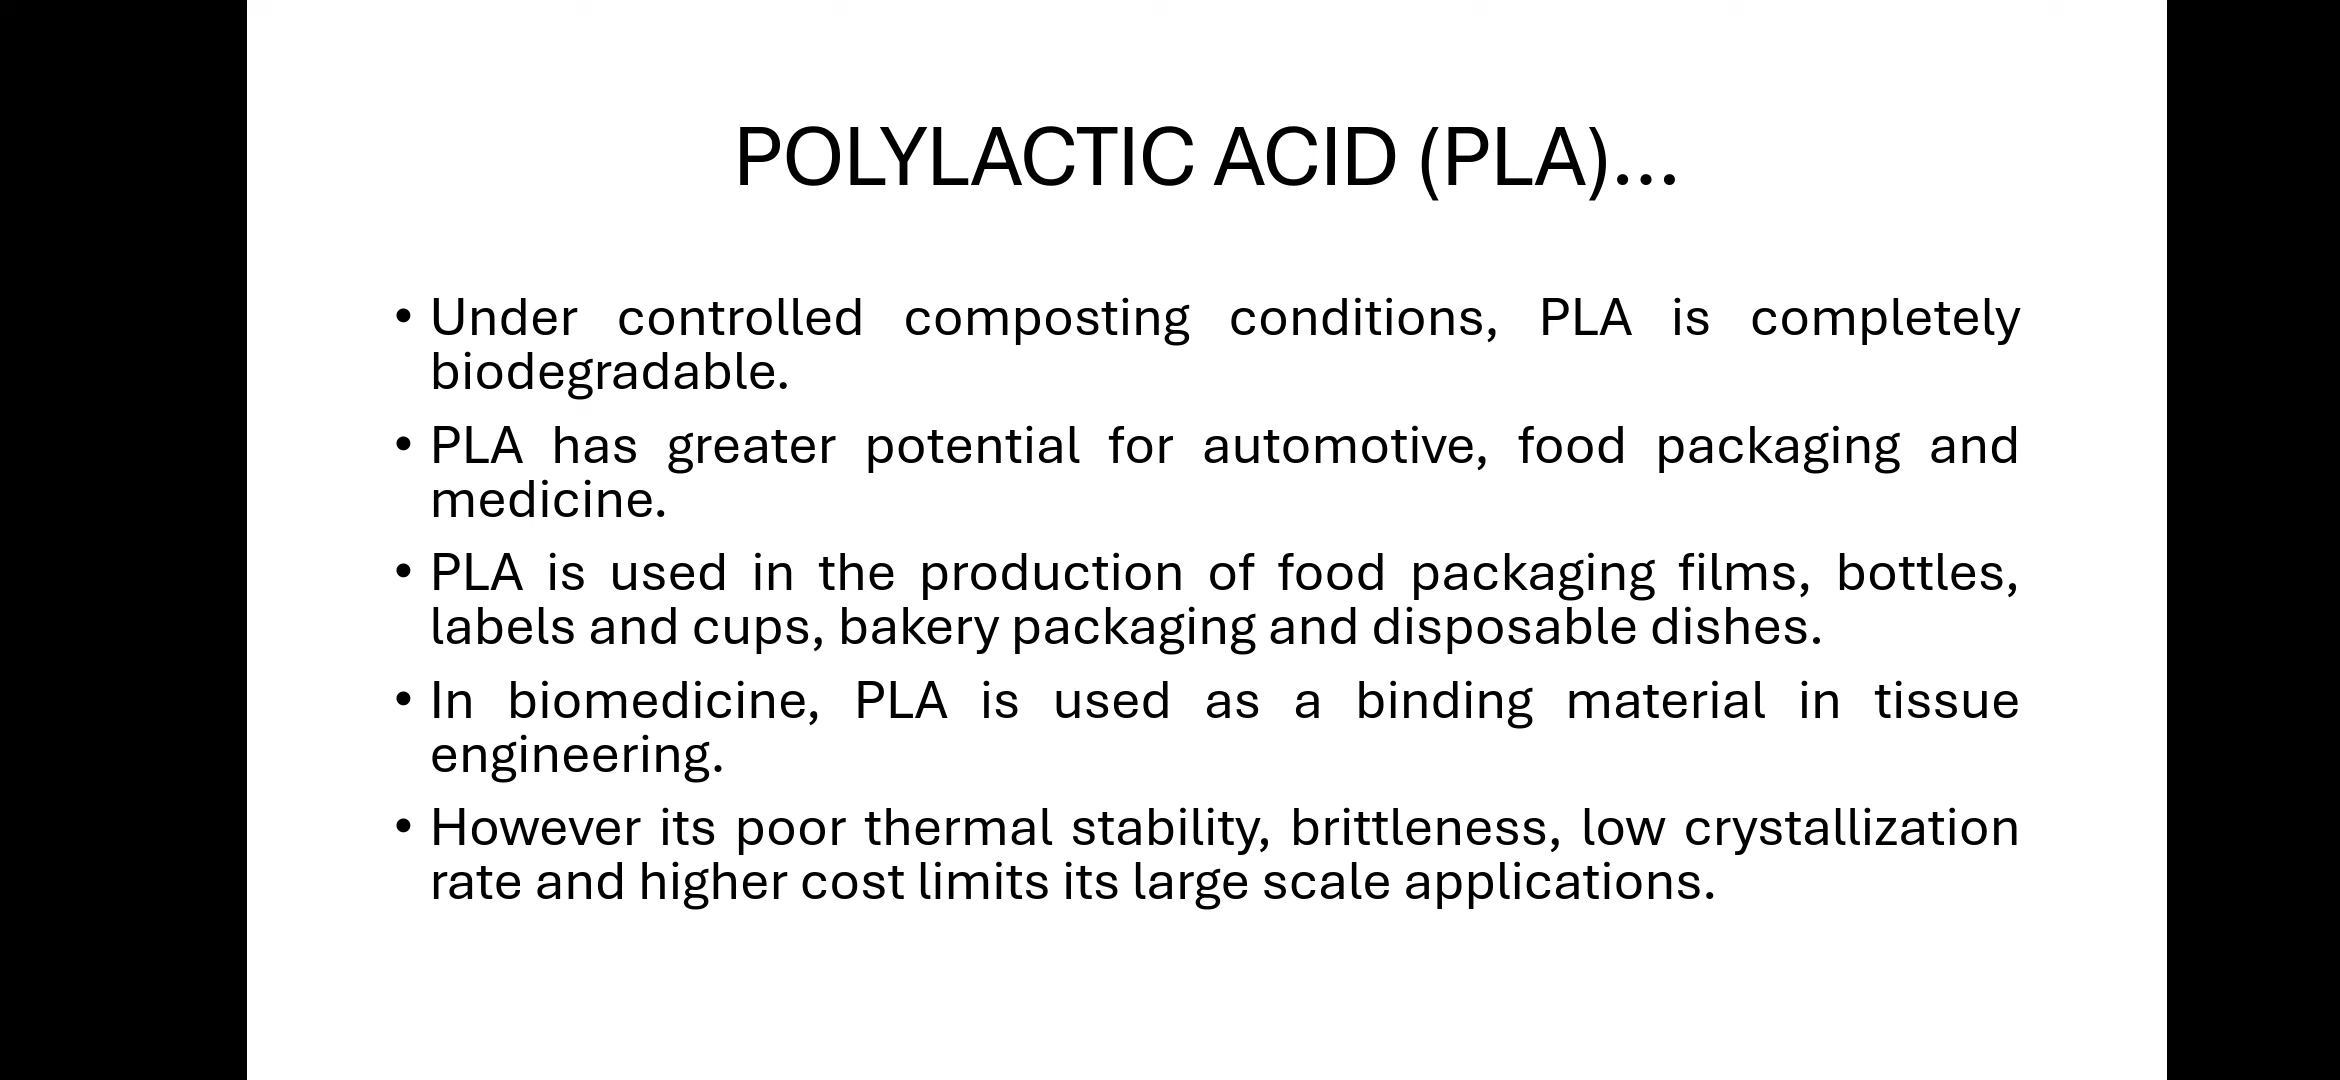 POLYLACTIC ACID (PLA)...
• Under controlled composting conditions, PLA is completely
biodegradable.
• PLA has greater potential for automotive, food packaging and
medicine.
• PLA is used in the production of food packaging films, bottles,
labels and cups, bakery packaging and disposable dishes.
• In biomedicine, PLA is used as a binding material in tissue
engineering.
• However its poor thermal stability, brittleness, low crystallization
rate and higher cost limits its large scale applications.